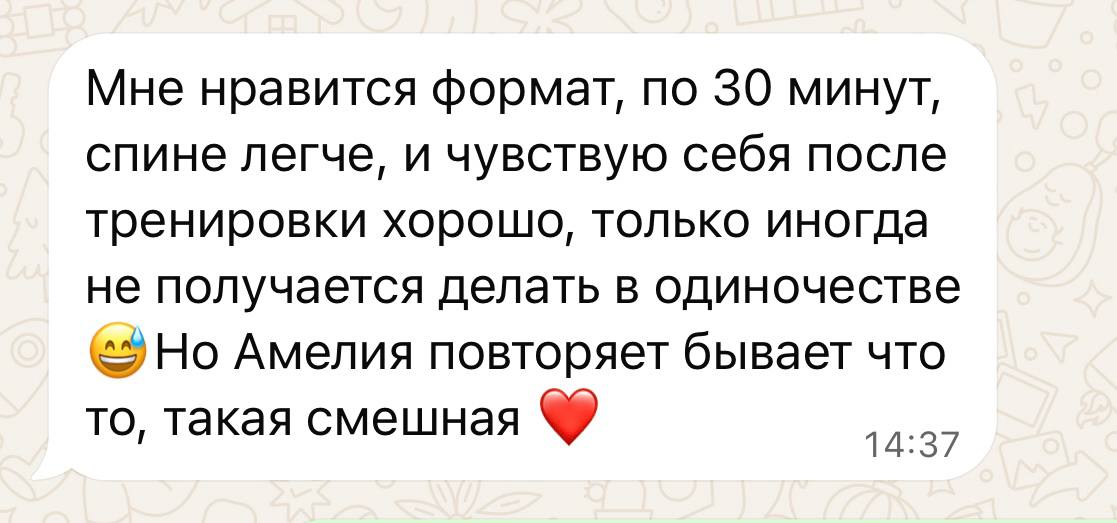 Мне нравится формат, по 30 минут,
спине легче, и чувствую себя после
тренировки хорошо, только иногда
не получается делать в одиночестве
😅Но Амелия повторяет бывает что
то, такая смешная ❤️
14:37